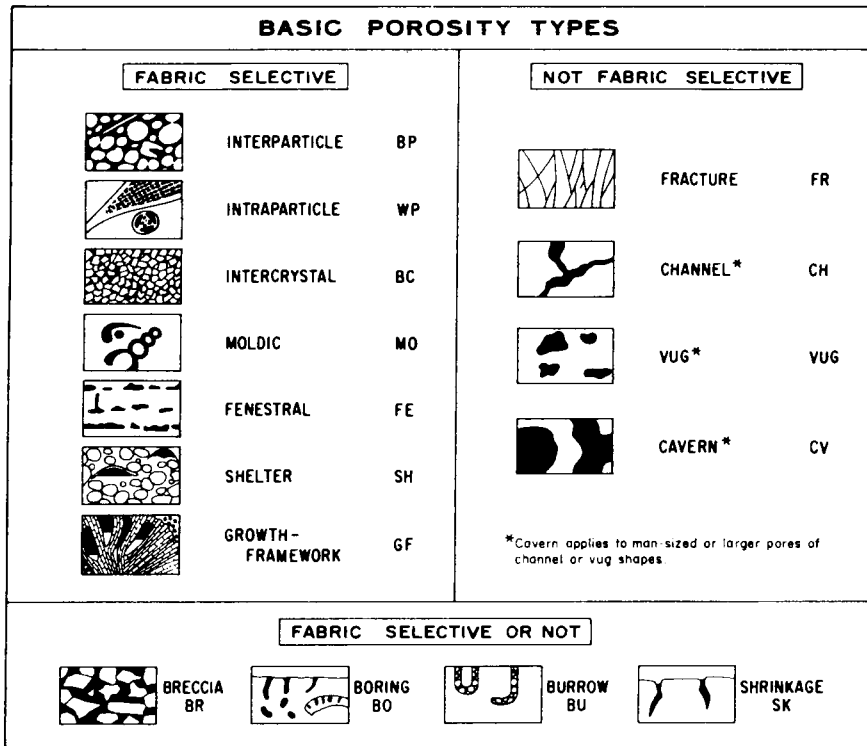 BASIC POROSITY TYPES
FABRIC SELECTIVE
INTERPARTICLE BP
INTRAPARTICLE WP
INTERCRYSTAL BC
MOLDIC MO
FENESTRAL FE
SHELTER SH
GROWTH-
FRAMEWORK GF
NOT FABRIC SELECTIVE
FRACTURE FR
CHANNEL* CH
VUG* VUG
CAVERN* CV
*Cavern applies to man-sized or larger pores of
channel or vug shapes.
FABRIC SELECTIVE OR NOT
BRECCIA
BR
BORING
BO
BURROW
BU
SHRINKAGE
SK